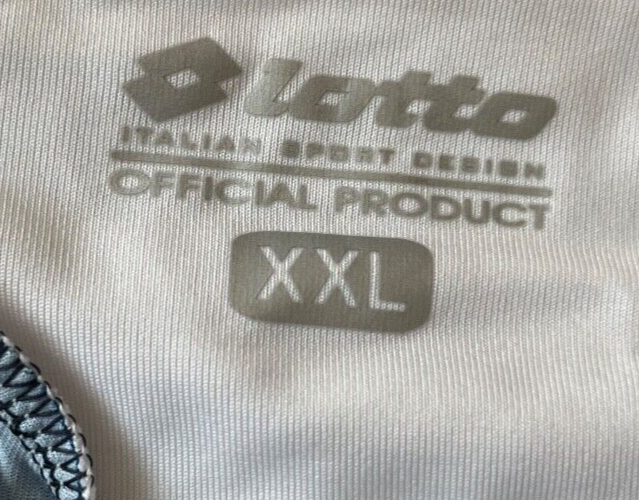 lotto
ITALIAN SPORT DESIGN
OFFICIAL PRODUCT
XXL